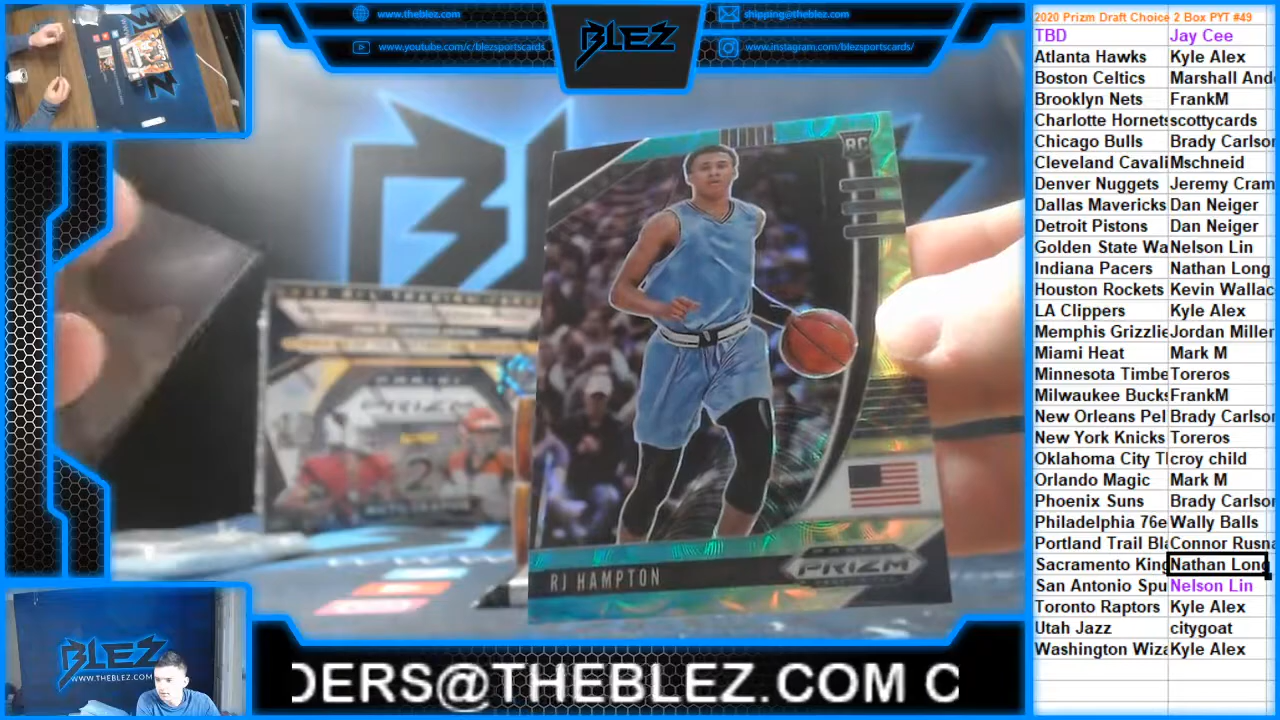 www.theblez.com
shipping@theblez.com
www.youtube.com/c/blezsportscards
www.instagram.com/blezsportscards/
BLEZ
RC
RJ HAMPTON
PANINI
PRIZM
PRIZM
BLEZ
WWW.THEBLEZ.COM
DERS@THEBLEZ.COM C
2020 Prizm Draft Choice 2 Box PYT #49
TBD Jay Cee
Atlanta Hawks Kyle Alex
Boston Celtics Marshall And
Brooklyn Nets FrankM
Charlotte Hornets scottycards
Chicago Bulls Brady Carlson
Cleveland Cavali Mschneid
Denver Nuggets Jeremy Cram
Dallas Mavericks Dan Neiger
Detroit Pistons Dan Neiger
Golden State Wa Nelson Lin
Indiana Pacers Nathan Long
Houston Rockets Kevin Wallac
LA Clippers Kyle Alex
Memphis Grizzlie Jordan Miller
Miami Heat Mark M
Minnesota Timbe Toreros
Milwaukee Bucks FrankM
New Orleans Pel Brady Carlson
New York Knicks Toreros
Oklahoma City T croy child
Orlando Magic Mark M
Phoenix Suns Brady Carlson
Philadelphia 76e Wally Balls
Portland Trail Bla Connor Rusna
Sacramento King Nathan Long
San Antonio Spu Nelson Lin
Toronto Raptors Kyle Alex
Utah Jazz citygoat
Washington Wiza Kyle Alex